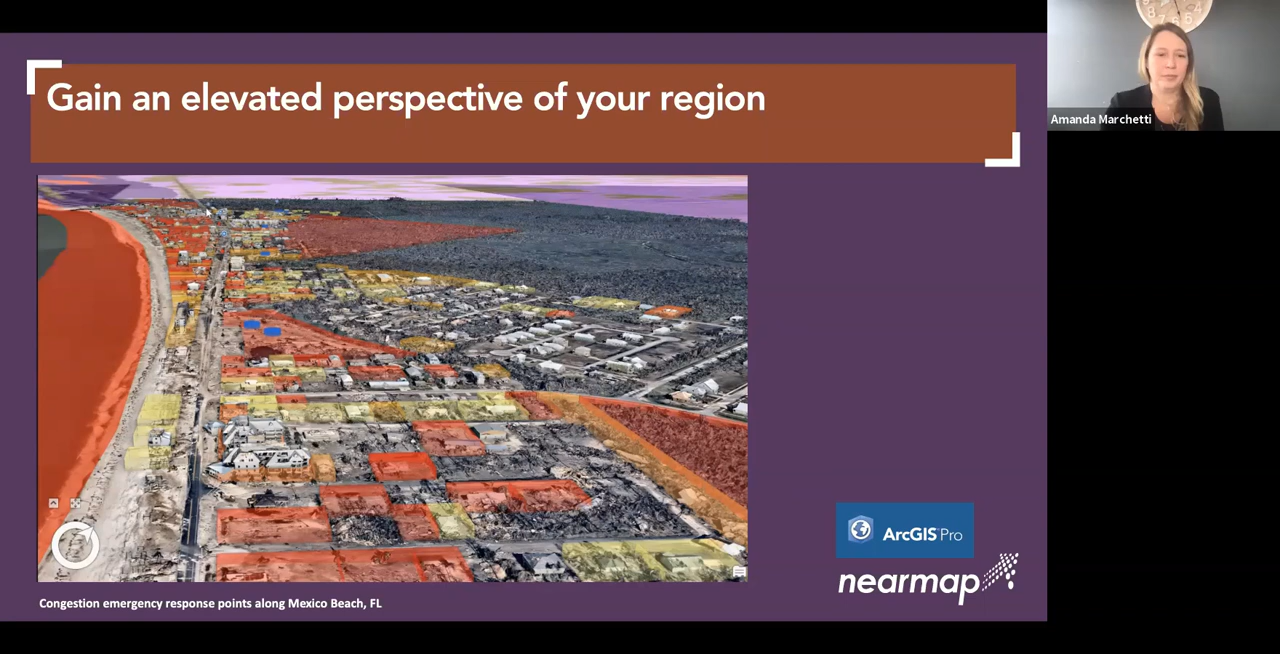 Gain an elevated perspective of your region
Amanda Marchetti
ArcGIS Pro
nearmap
Congestion emergency response points along Mexico Beach, FL